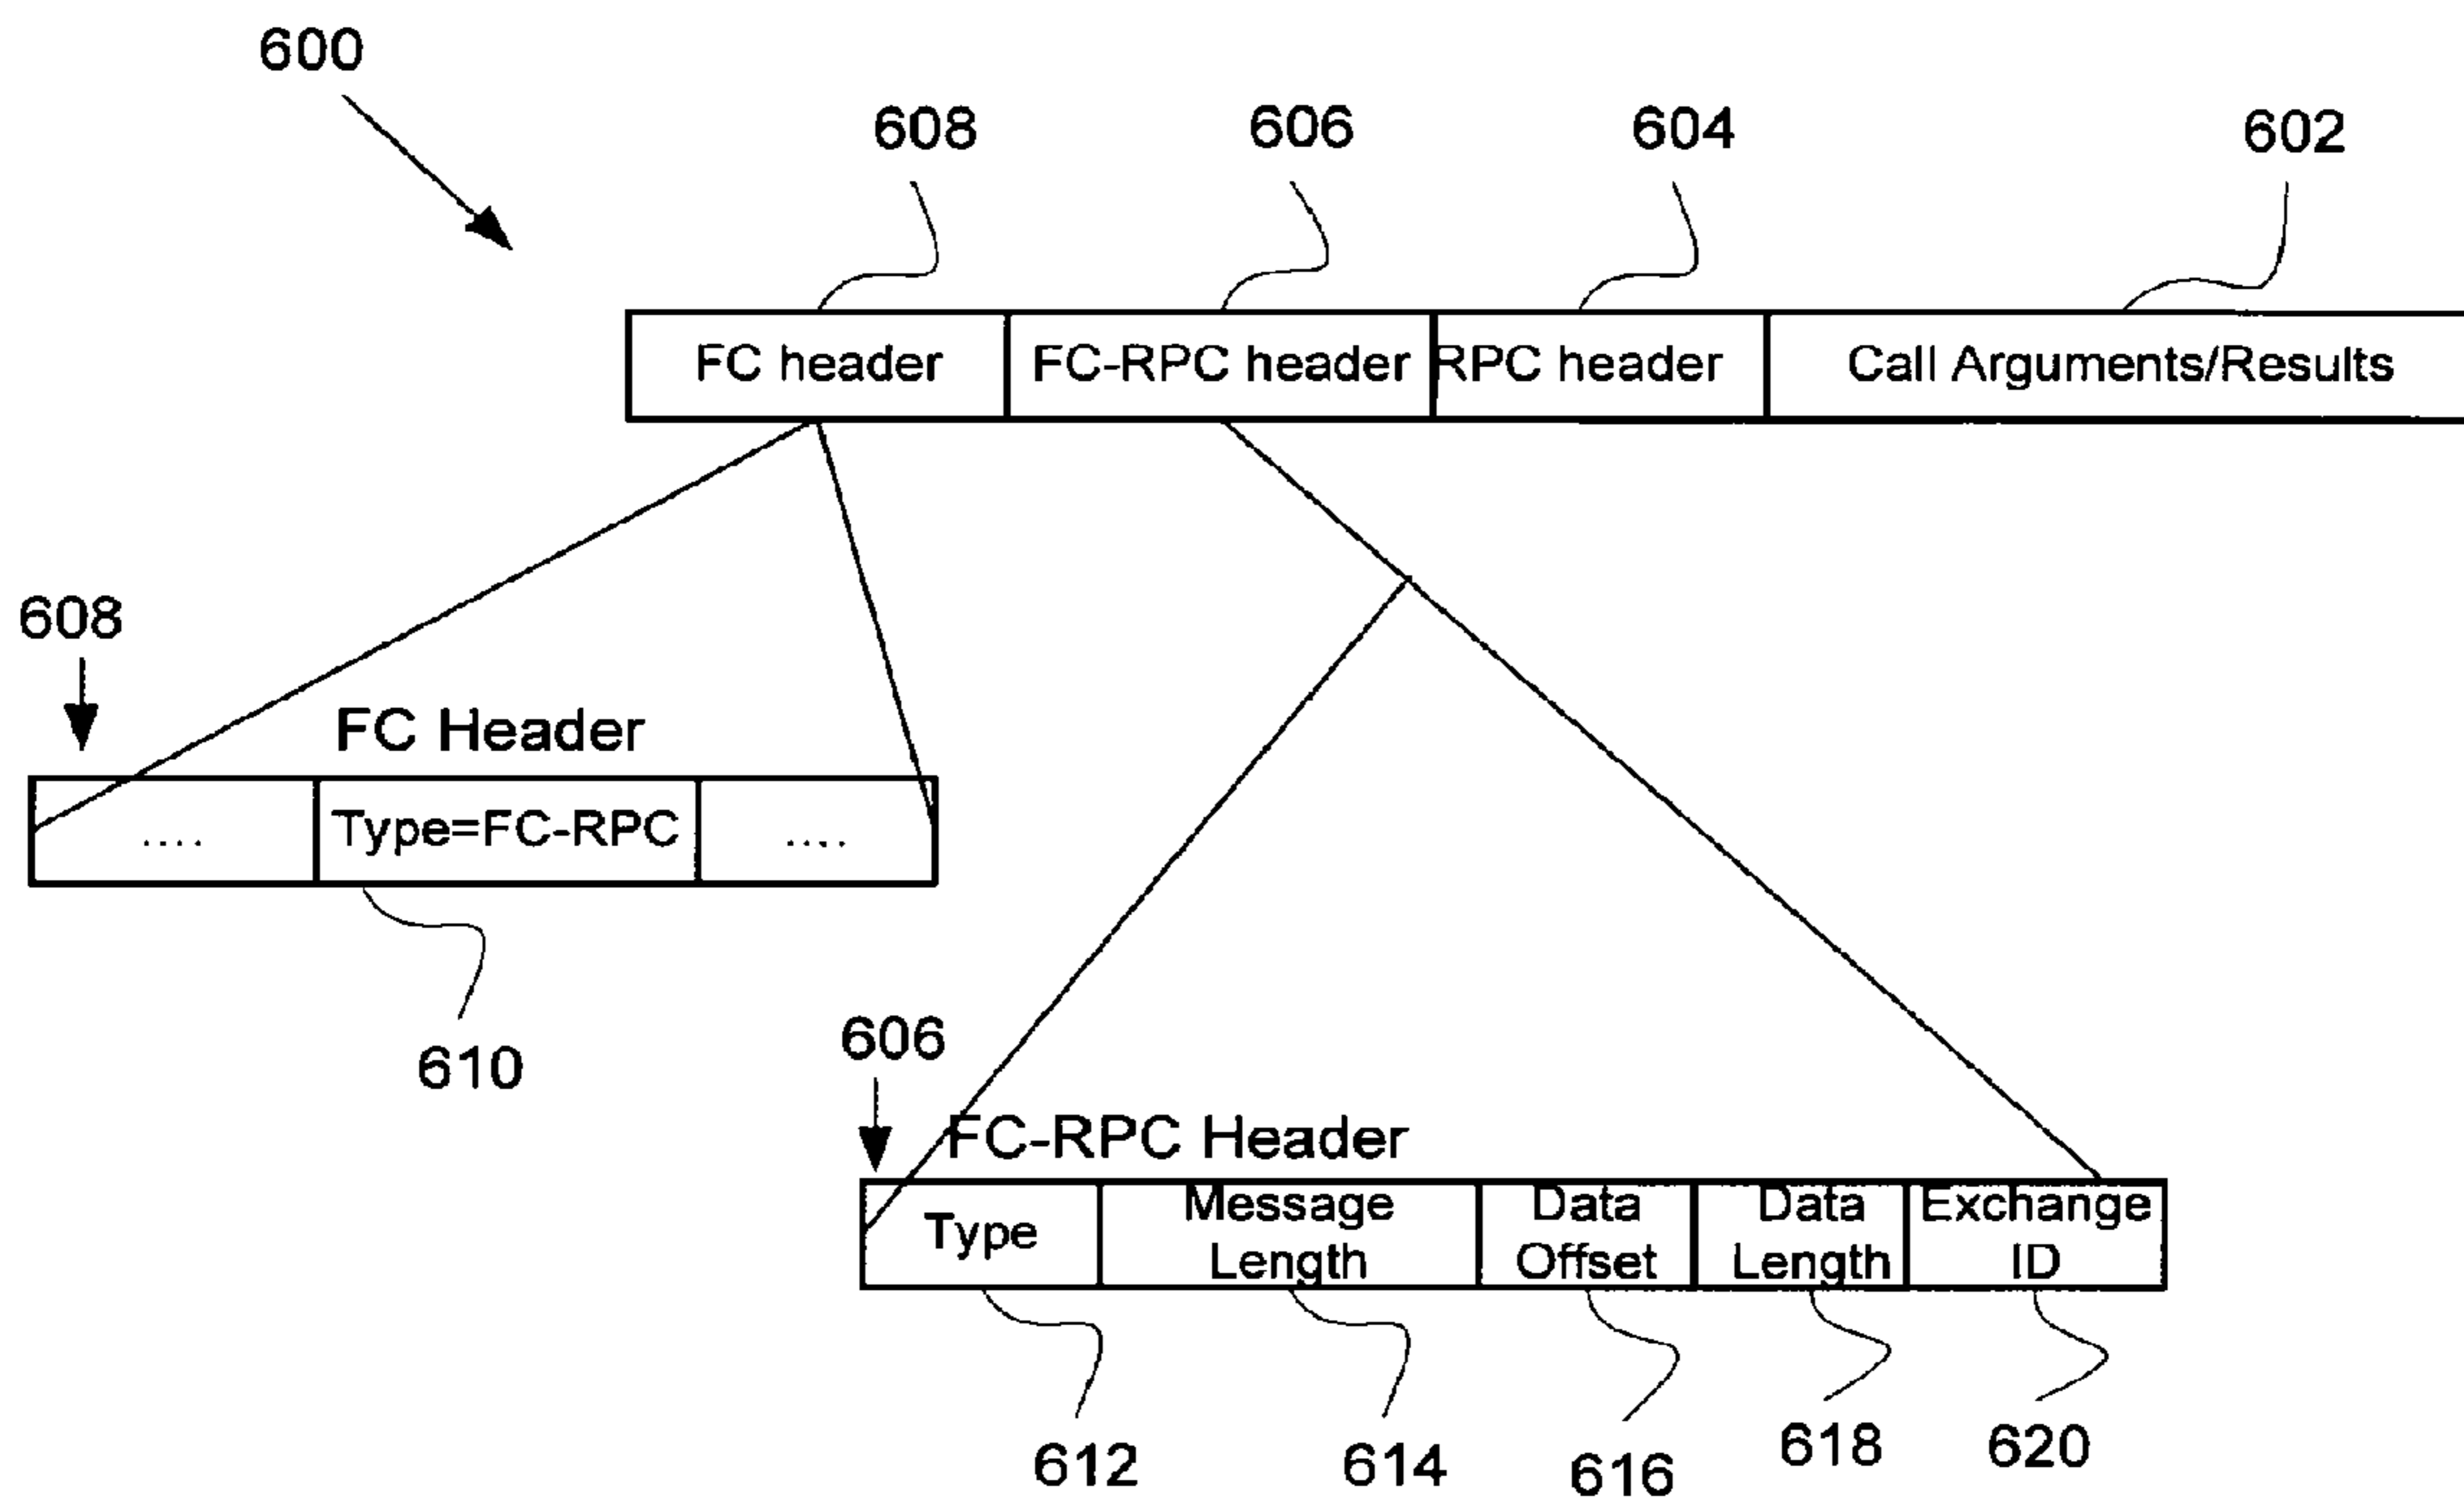 600
608 606 604 602
FC header FC-RPC header RPC header Call Arguments/Results
608
FC Header
.... Type=FC-RPC ....
610
606
FC-RPC Header
Type Message Length Data Offset Data Length Exchange ID
612 614 616 618 620